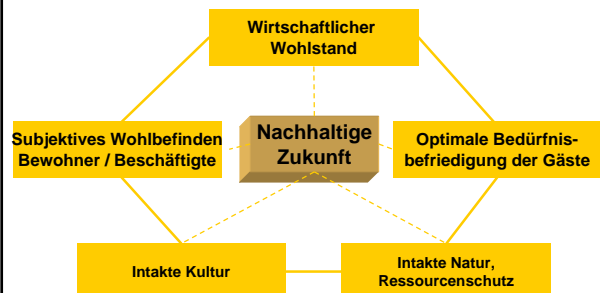 Wirtschaftlicher
Wohlstand
Subjektives Wohlbefinden
Bewohner / Beschäftigte
Nachhaltige
Zukunft
Optimale Bedürfnis-
befriedigung der Gäste
Intakte Kultur
Intakte Natur,
Ressourcenschutz